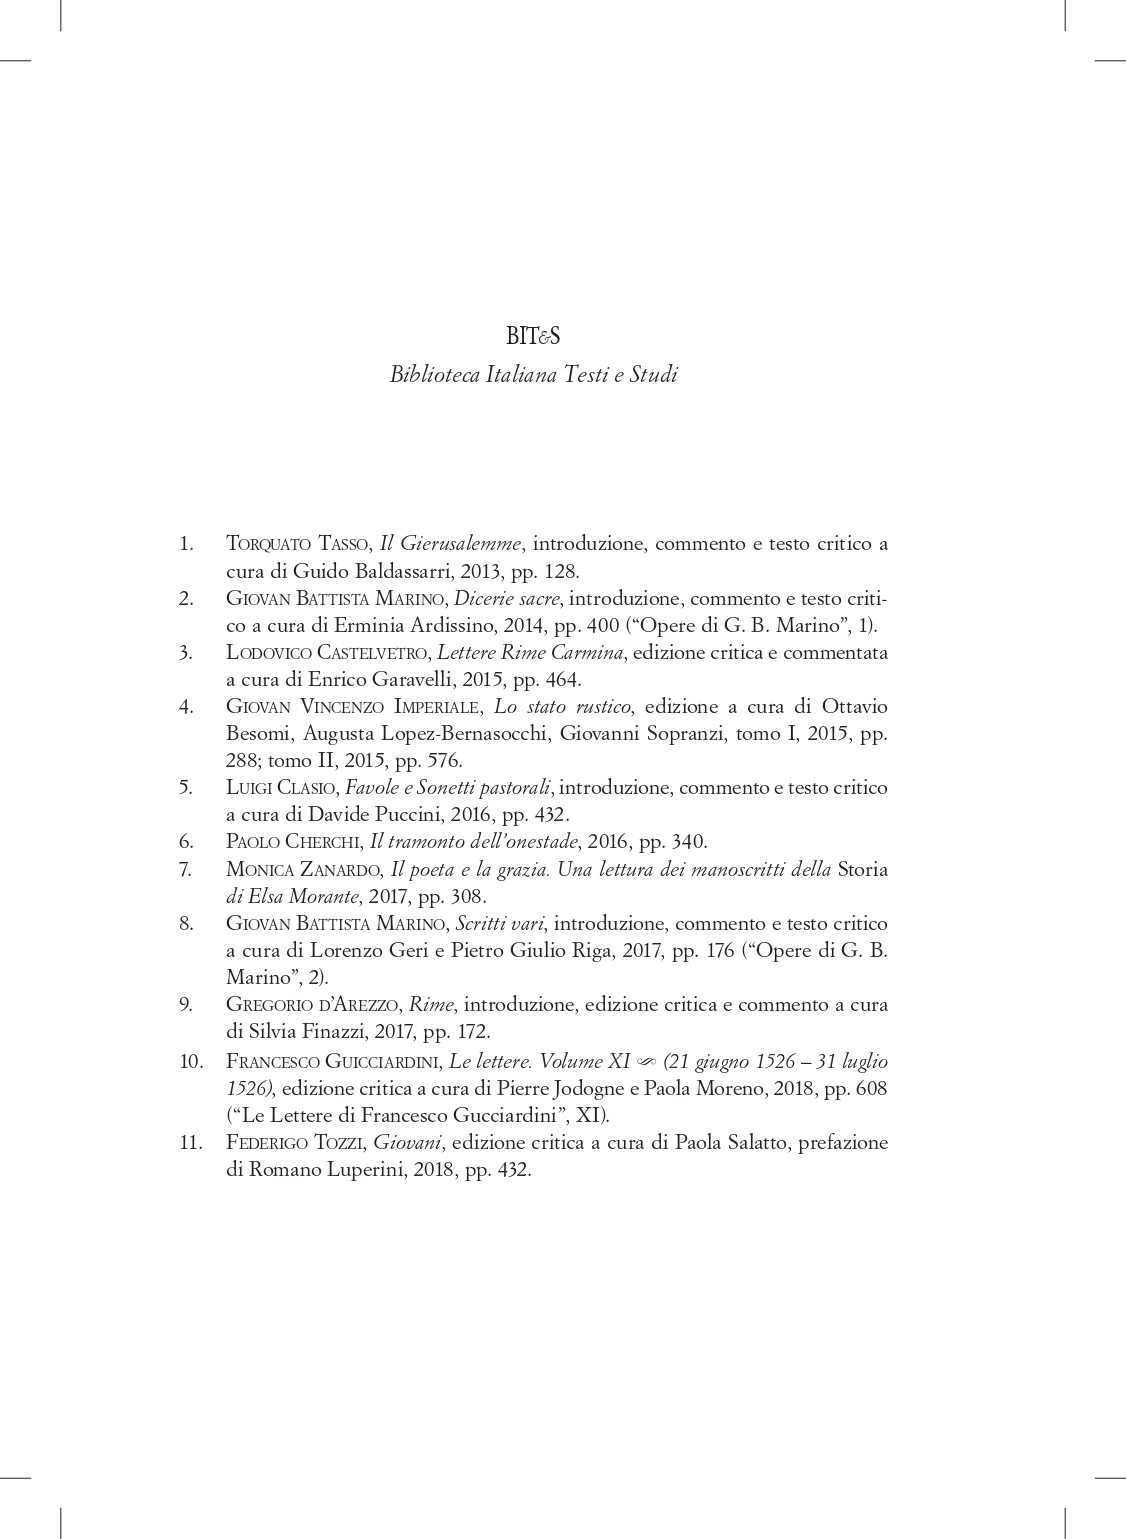 BIT&S
Biblioteca Italiana Testi e Studi
1. Torquato Tasso, Il Gierusalemme, introduzione, commento e testo critico a
cura di Guido Baldassarri, 2013, pp. 128.
2. Giovan Battista Marino, Dicerie sacre, introduzione, commento e testo criti-
co a cura di Erminia Ardissino, 2014, pp. 400 (“Opere di G. B. Marino”, 1).
3. Lodovico Castelvetro, Lettere Rime Carmina, edizione critica e commentata
a cura di Enrico Garavelli, 2015, pp. 464.
4. Giovan Vincenzo Imperiale, Lo stato rustico, edizione a cura di Ottavio
Besomi, Augusta Lopez-Bernasocchi, Giovanni Sopranzi, tomo I, 2015, pp.
288; tomo II, 2015, pp. 576.
5. Luigi Clasio, Favole e Sonetti pastorali, introduzione, commento e testo critico
a cura di Davide Puccini, 2016, pp. 432.
6. Paolo Cherchi, Il tramonto dell’onestade, 2016, pp. 340.
7. Monica Zanardo, Il poeta e la grazia. Una lettura dei manoscritti della Storia
di Elsa Morante, 2017, pp. 308.
8. Giovan Battista Marino, Scritti vari, introduzione, commento e testo critico
a cura di Lorenzo Geri e Pietro Giulio Riga, 2017, pp. 176 (“Opere di G. B.
Marino”, 2).
9. Gregorio d’Arezzo, Rime, introduzione, edizione critica e commento a cura
di Silvia Finazzi, 2017, pp. 172.
10. Francesco Guicciardini, Le lettere. Volume XI (21 giugno 1526 – 31 luglio
1526), edizione critica a cura di Pierre Jodogne e Paola Moreno, 2018, pp. 608
(“Le Lettere di Francesco Gucciardini”, XI).
11. Federigo Tozzi, Giovani, edizione critica a cura di Paola Salatto, prefazione
di Romano Luperini, 2018, pp. 432.